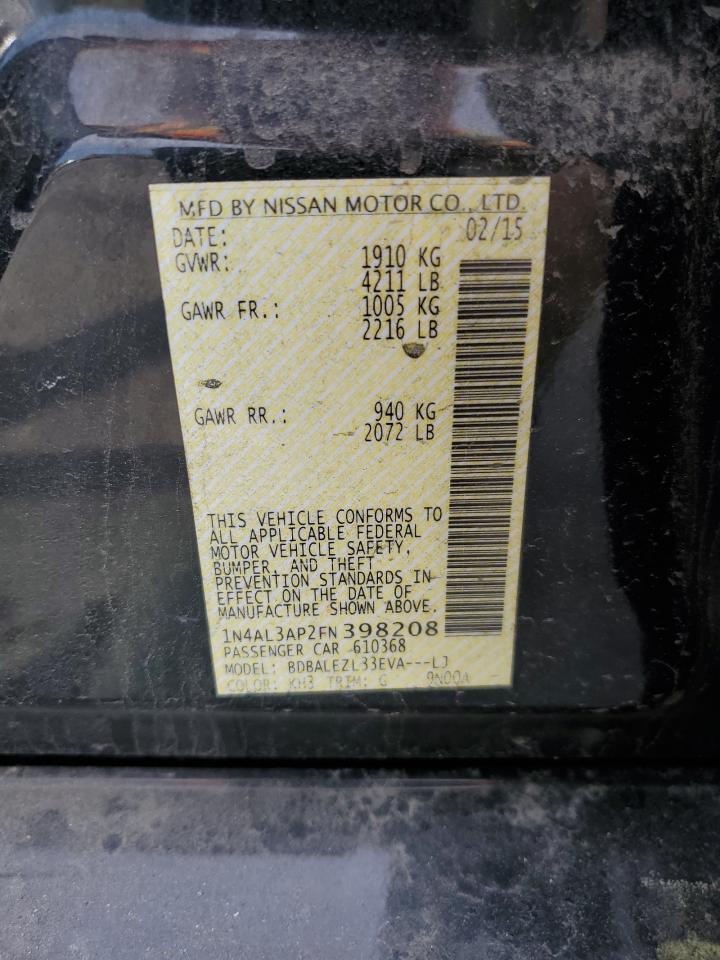 MFD BY NISSAN MOTOR CO., LTD.
DATE: 02/15
GVWR: 1910 KG
4211 LB
GAWR FR.: 1005 KG
2216 LB
GAWR RR.: 940 KG
2072 LB
THIS VEHICLE CONFORMS TO
ALL APPLICABLE FEDERAL
MOTOR VEHICLE SAFETY,
BUMPER, AND THEFT
PREVENTION STANDARDS IN
EFFECT ON THE DATE OF
MANUFACTURE SHOWN ABOVE.
1N4AL3AP2FN398208
PASSENGER CAR 610368
MODEL: BDBALEZL33EVA---LJ
COLOR: KH3 TRIM: G 9N00A